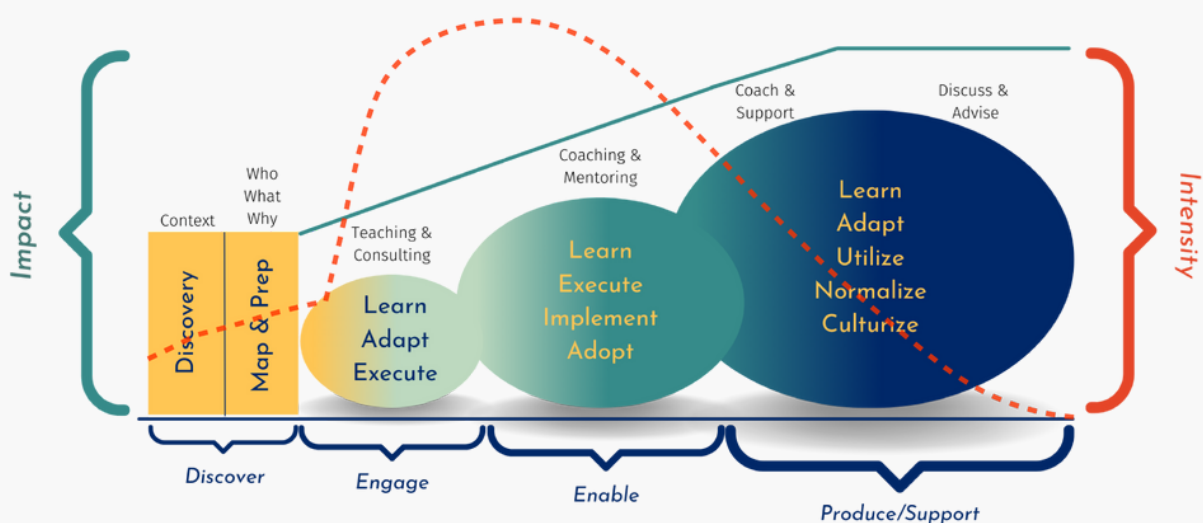 Impact
Context
Who
What
Why
Discovery
Map & Prep
Teaching &
Consulting
Learn
Adapt
Execute
Coaching &
Mentoring
Learn
Execute
Implement
Adopt
Coach &
Support
Discuss &
Advise
Learn
Adapt
Utilize
Normalize
Culturize
Intensity
Discover
Engage
Enable
Produce/Support